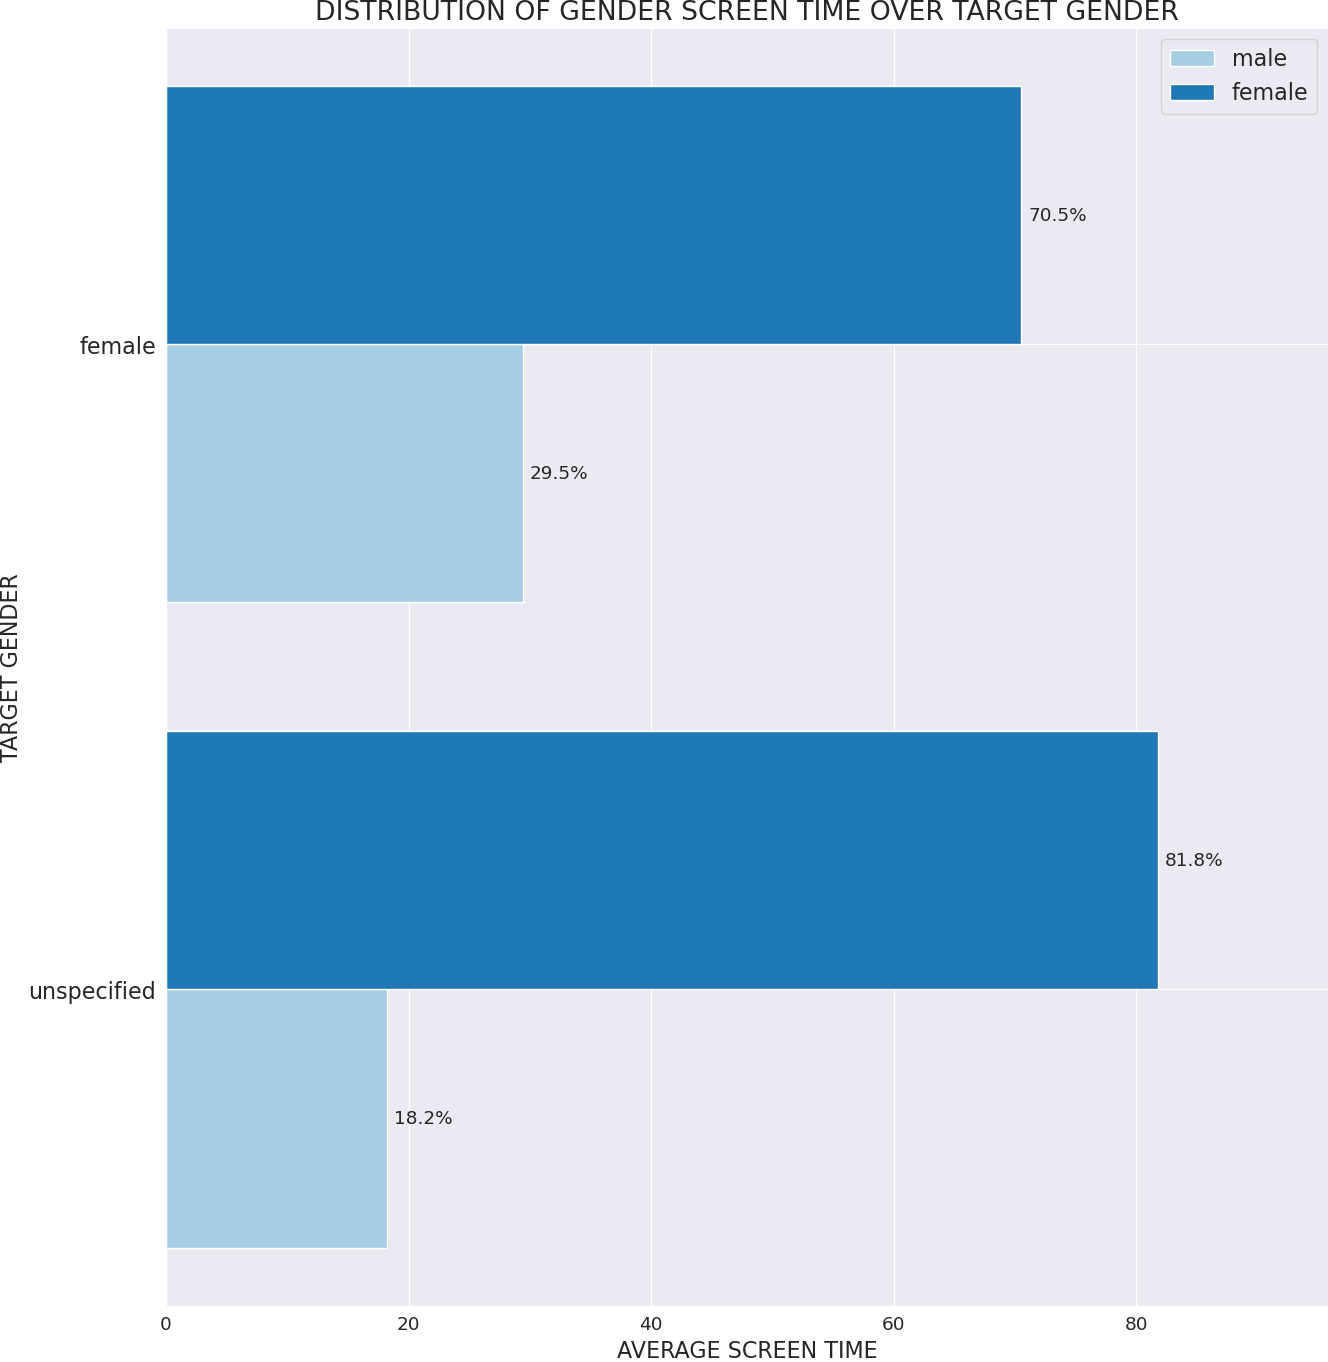 DISTRIBUTION OF GENDER SCREEN TIME OVER TARGET GENDER
male
female
70.5%
female
29.5%
TARGET GENDER
81.8%
unspecified
18.2%
0 20 40 60 80
AVERAGE SCREEN TIME